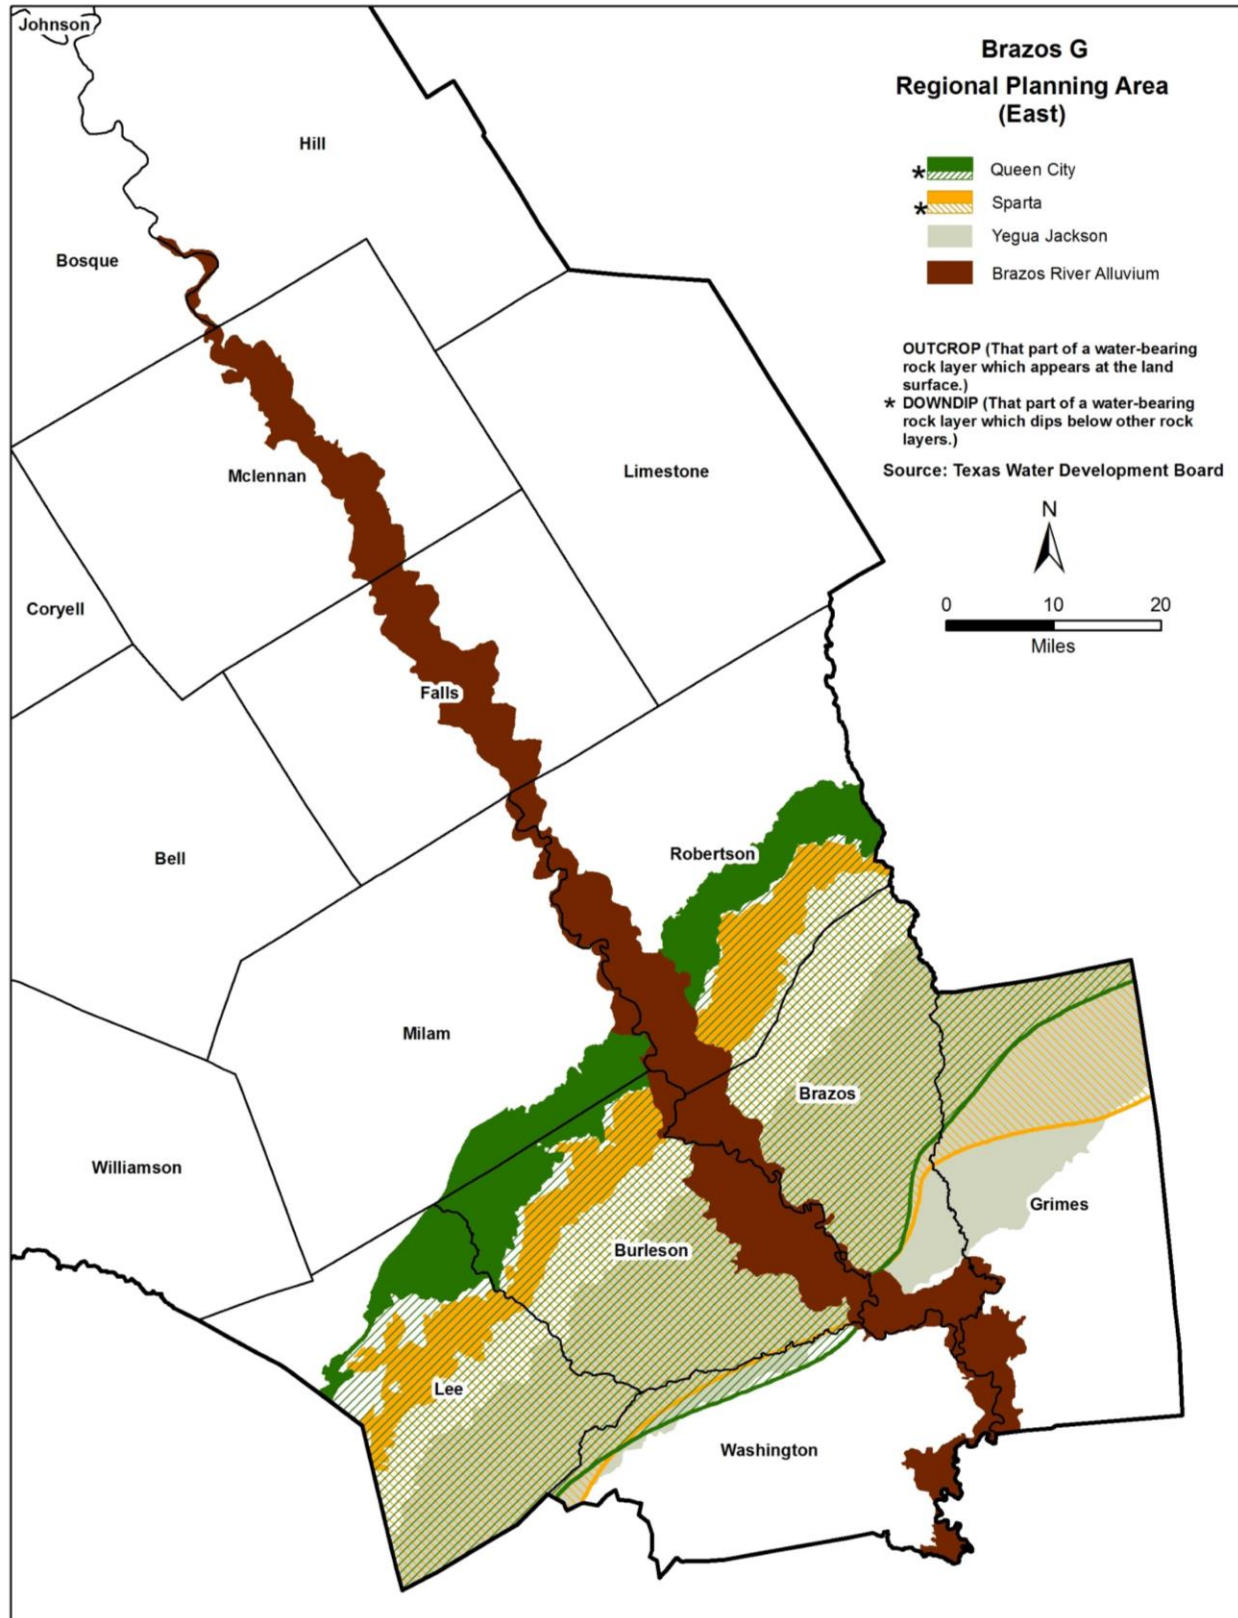 Johnson
Brazos G
Regional Planning Area
(East)
Hill
* Queen City
* Sparta
Yegua Jackson
Bosque
Brazos River Alluvium
OUTCROP (That part of a water-bearing
rock layer which appears at the land
surface.)
* DOWNDIP (That part of a water-bearing
rock layer which dips below other rock
layers.)
Source: Texas Water Development Board
Mclennan
Limestone
N
0 10 20
Miles
Coryell
Falls
Bell
Robertson
Milam
Brazos
Williamson
Grimes
Burleson
Lee
Washington